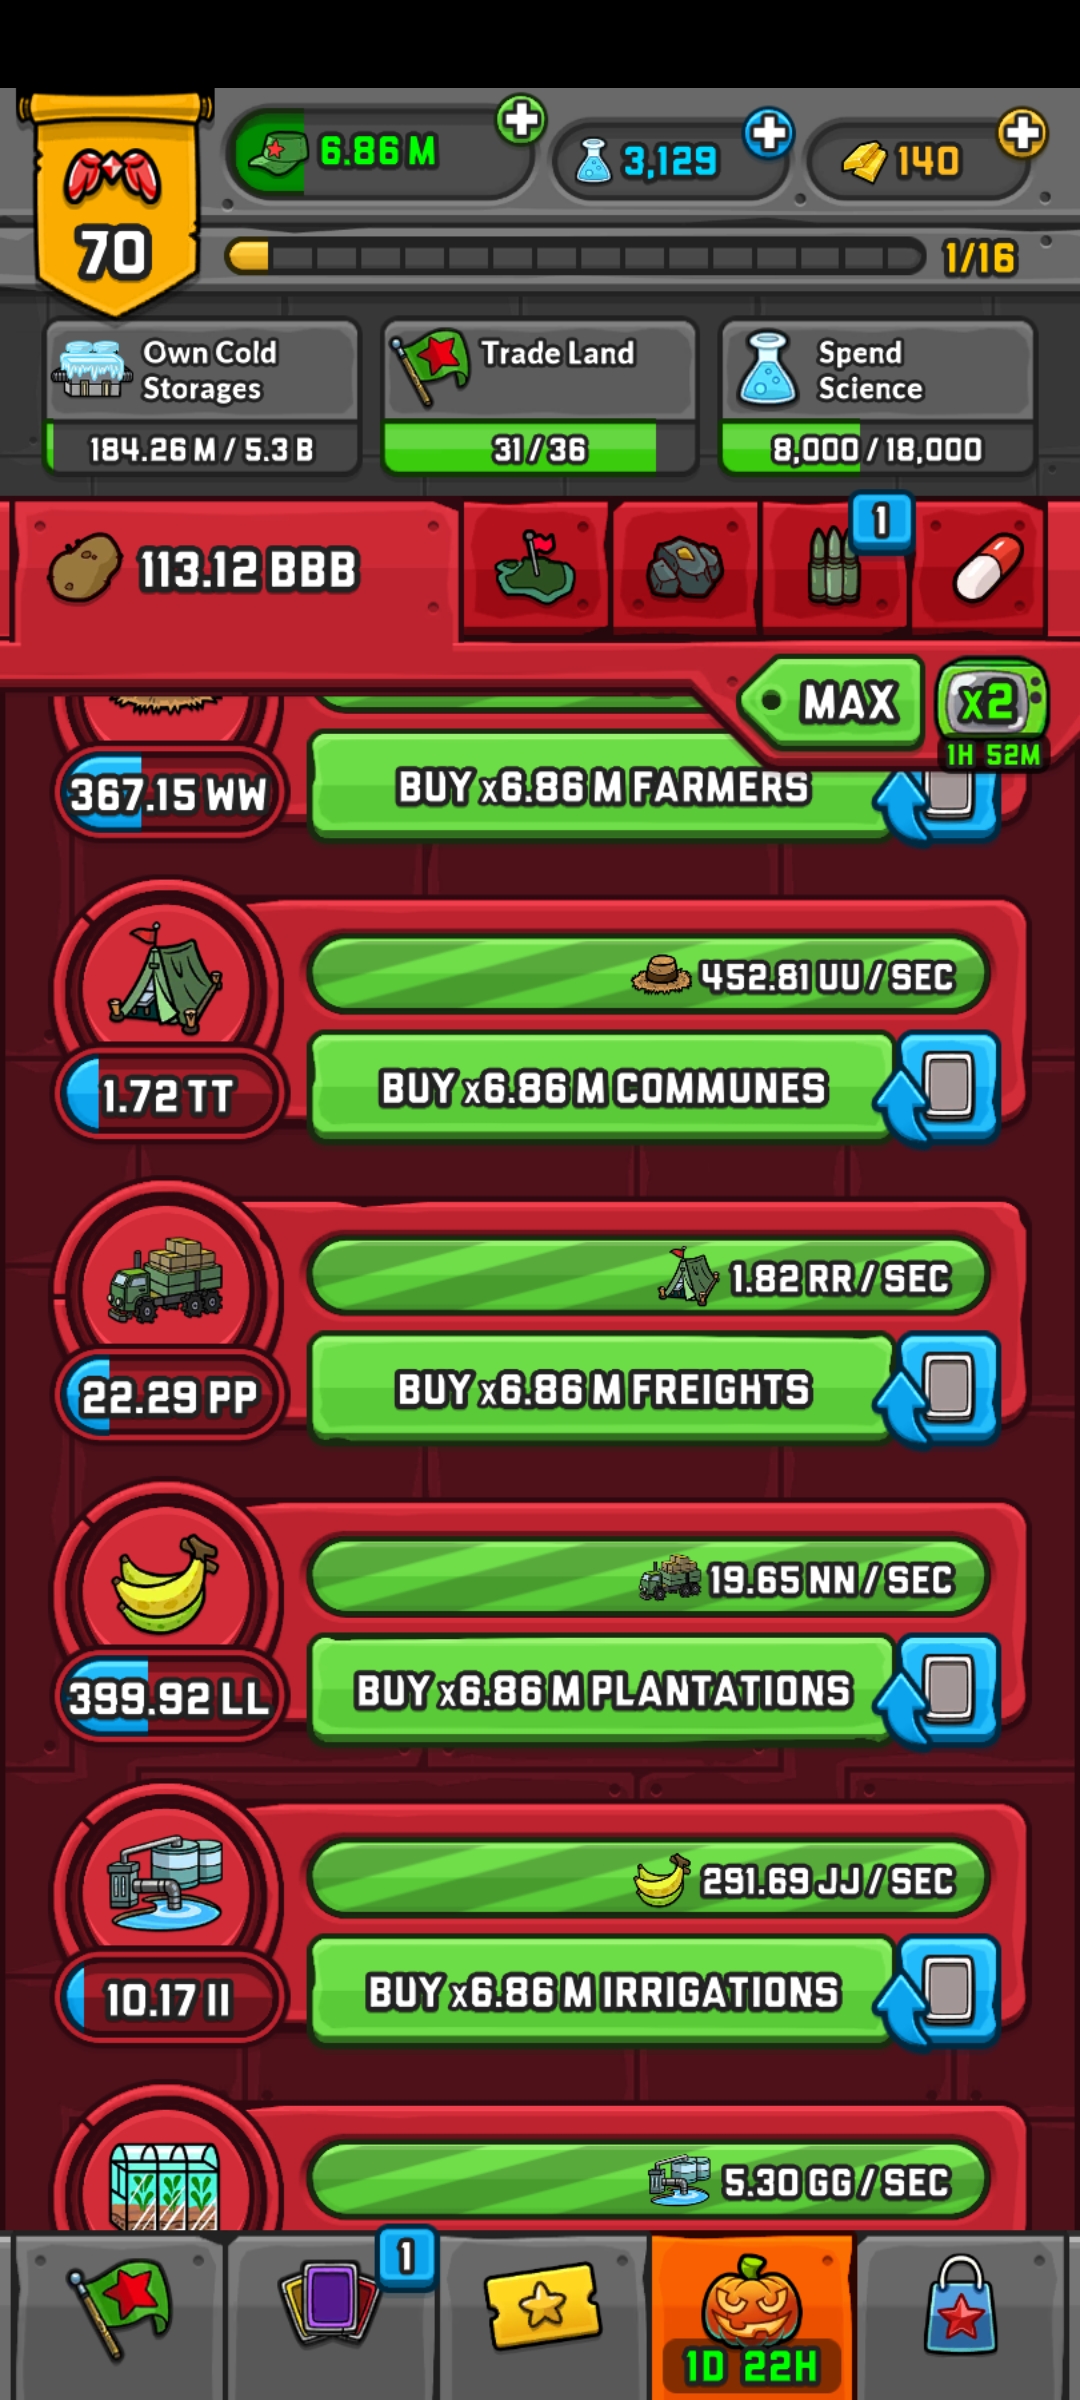 70
6.86 M
3,129
140
1/16
Own Cold
Storages
184.26 M / 5.3 B
Trade Land
31 / 36
Spend
Science
8,000 / 18,000
113.12 BBB
1
MAX
x2
1H 52M
367.15 WW
BUY x6.86 M FARMERS
452.81 UU / SEC
1.72 TT
BUY x6.86 M COMMUNES
1.82 RR / SEC
22.29 PP
BUY x6.86 M FREIGHTS
19.65 NN / SEC
399.92 LL
BUY x6.86 M PLANTATIONS
291.69 JJ / SEC
10.17 II
BUY x6.86 M IRRIGATIONS
5.30 GG / SEC
1
1D 22H